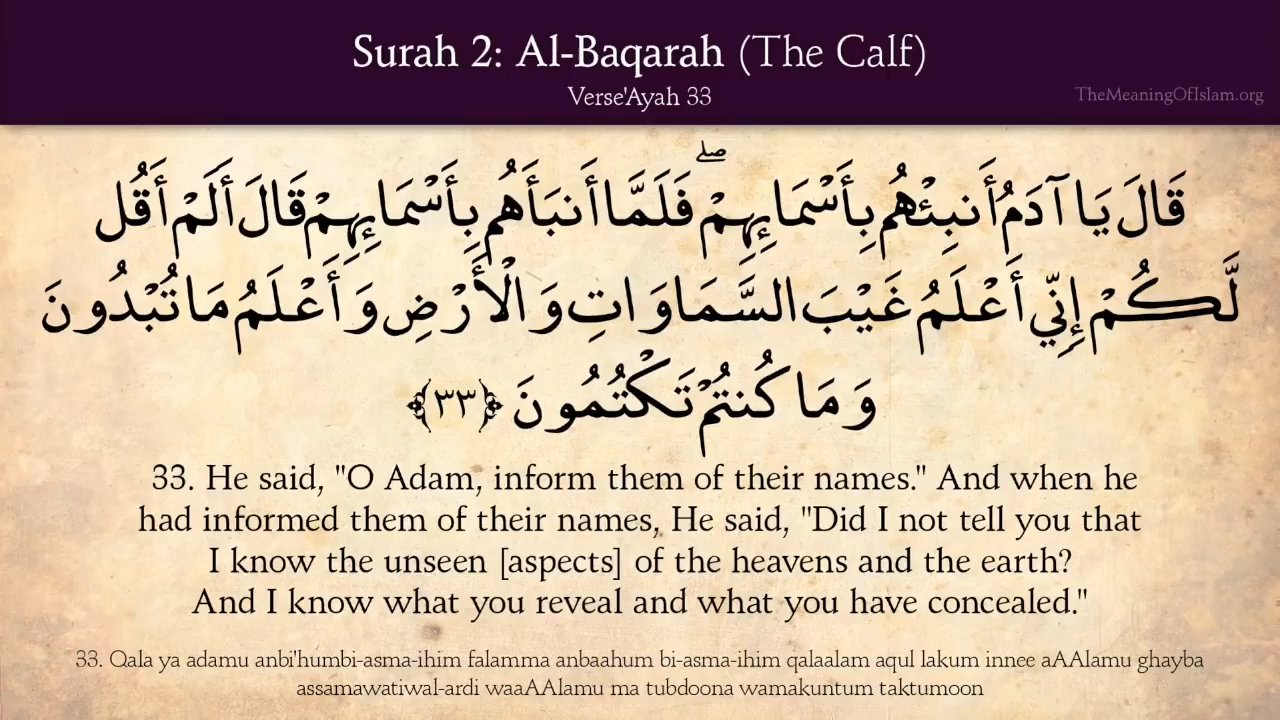 Surah 2: Al-Baqarah (The Calf)
Verse'Ayah 33
TheMeaningOfIslam.org
قَالَ يَا آدَمُ أَنبِئْهُم بِأَسْمَائِهِمْ ۖ فَلَمَّا أَنبَأَهُم بِأَسْمَائِهِمْ قَالَ أَلَمْ أَقُل
لَّكُمْ إِنِّي أَعْلَمُ غَيْبَ السَّمَاوَاتِ وَالْأَرْضِ وَأَعْلَمُ مَا تُبْدُونَ
وَمَا كُنتُمْ تَكْتُمُونَ ﴿٣٣﴾
33. He said, "O Adam, inform them of their names." And when he
had informed them of their names, He said, "Did I not tell you that
I know the unseen [aspects] of the heavens and the earth?
And I know what you reveal and what you have concealed."
33. Qala ya adamu anbi'humbi-asma-ihim falamma anbaahum bi-asma-ihim qalaalam aqul lakum innee aAAlamu ghayba
assamawatiwal-ardi waaAAlamu ma tubdoona wamakuntum taktumoon